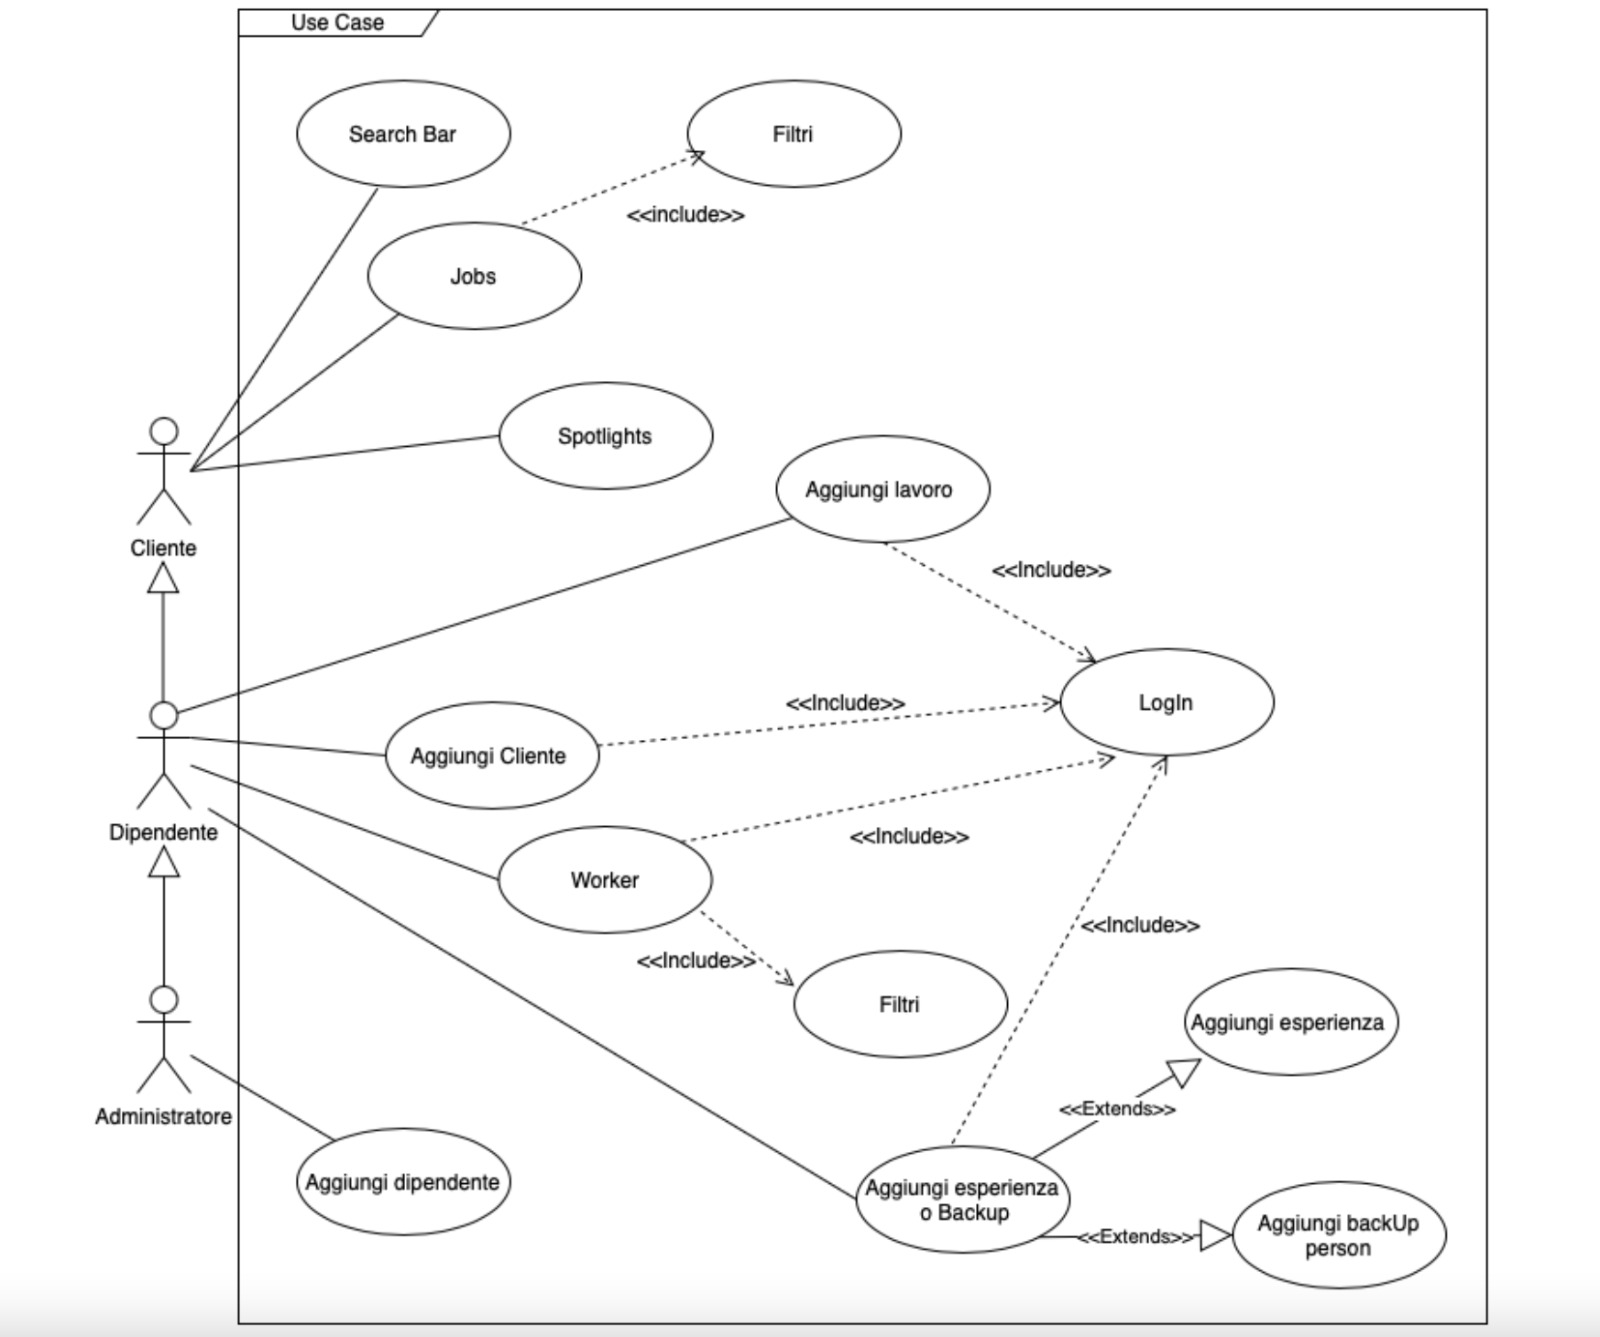 Use Case
Search Bar
Filtri
<<include>>
Jobs
Spotlights
Aggiungi lavoro
Cliente
<<Include>>
LogIn
<<Include>>
Aggiungi Cliente
Dipendente
<<Include>>
Worker
<<Include>>
<<Include>>
Filtri
Aggiungi esperienza
Administratore
<<Extends>>
Aggiungi dipendente
Aggiungi esperienza
o Backup
<<Extends>>
Aggiungi backUp
person